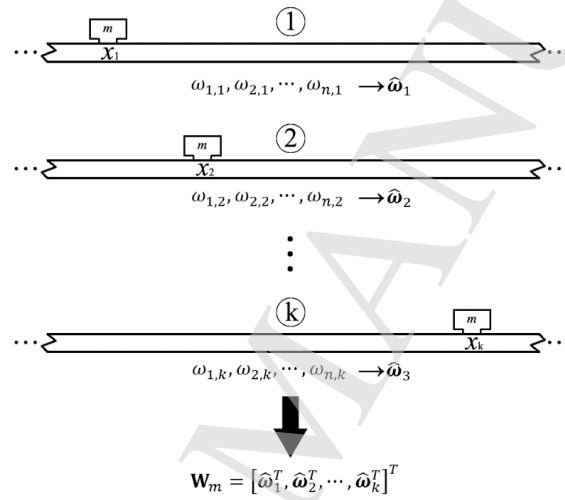 ①
m
x₁
ω₁,₁, ω₂,₁, ⋯, ωₙ,₁ → ω̂₁
②
m
x₂
ω₁,₂, ω₂,₂, ⋯, ωₙ,₂ → ω̂₂
ⓚ
m
xₖ
ω₁,ₖ, ω₂,ₖ, ⋯, ωₙ,ₖ → ω̂₃
Wₘ = [ω̂₁ᵀ, ω̂₂ᵀ, ⋯, ω̂ₖᵀ]ᵀ
MANU